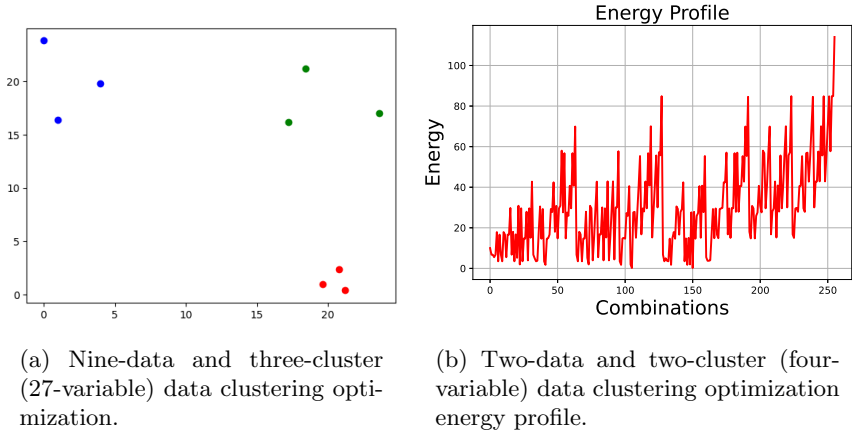 20
15
10
5
0
0
5
10
15
20
Energy Profile
Energy
100
80
60
40
20
0
0
50
100
150
200
250
Combinations
(a) Nine-data and three-cluster
(27-variable) data clustering opti-
mization.
(b) Two-data and two-cluster (four-
variable) data clustering optimization
energy profile.